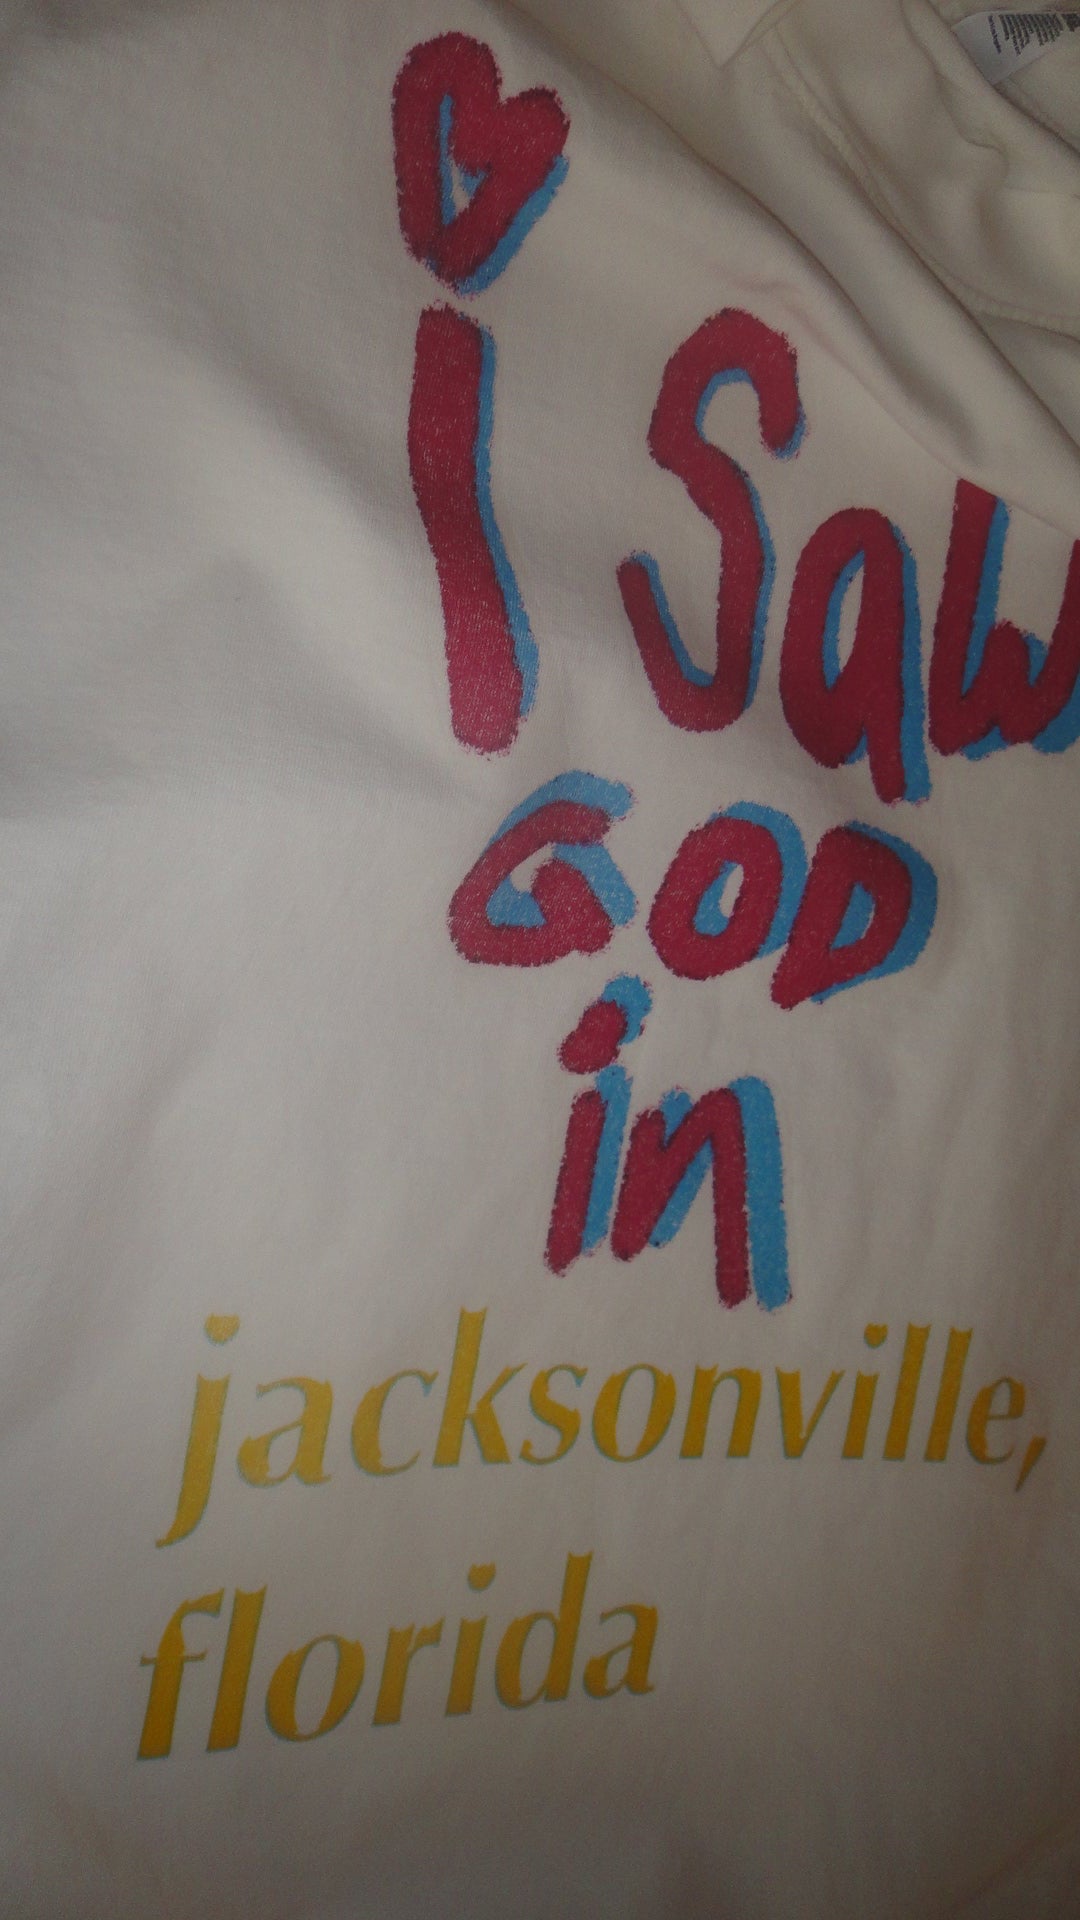 I Saw
GOD
in
jacksonville,
florida